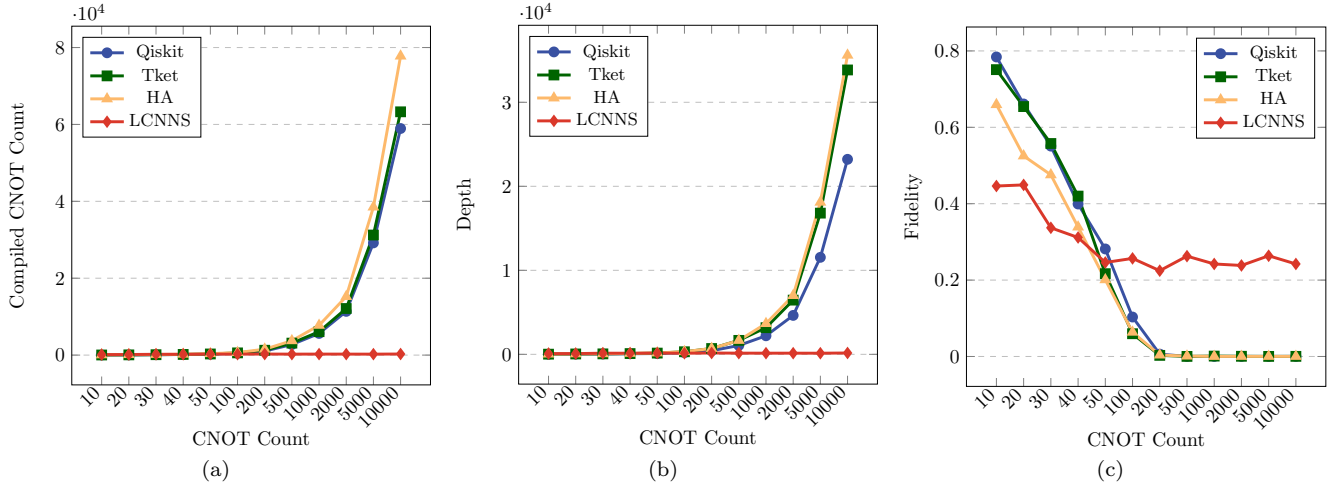 ·10⁴
8
6
4
2
0
Compiled CNOT Count
Qiskit
Tket
HA
LCNNS
10
20
30
40
50
100
200
500
1000
2000
5000
10000
CNOT Count
(a)
·10⁴
3
2
1
0
Depth
Qiskit
Tket
HA
LCNNS
10
20
30
40
50
100
200
500
1000
2000
5000
10000
CNOT Count
(b)
0.8
0.6
0.4
0.2
0
Fidelity
Qiskit
Tket
HA
LCNNS
10
20
30
40
50
100
200
500
1000
2000
5000
10000
CNOT Count
(c)